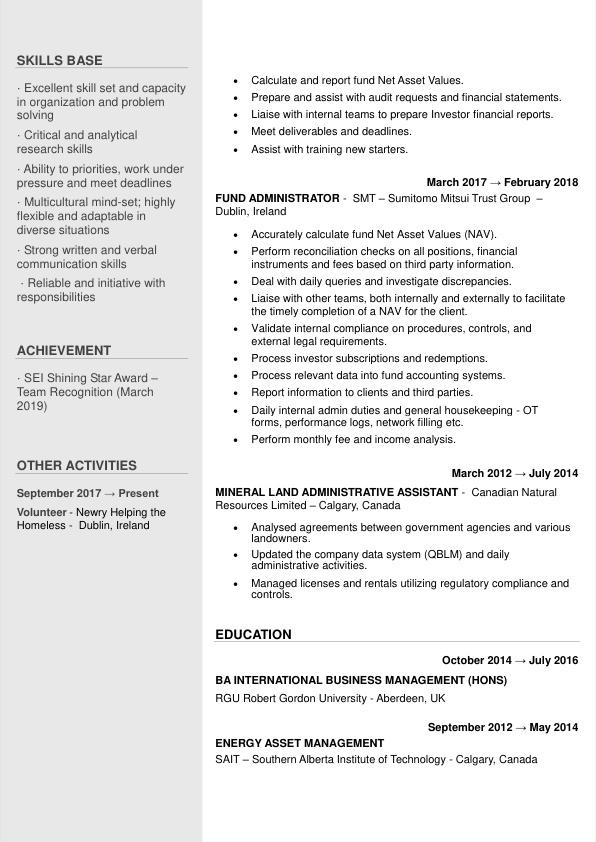 SKILLS BASE
· Excellent skill set and capacity
in organization and problem
solving
· Critical and analytical
research skills
· Ability to priorities, work under
pressure and meet deadlines
· Multicultural mind-set; highly
flexible and adaptable in
diverse situations
· Strong written and verbal
communication skills
· Reliable and initiative with
responsibilities
ACHIEVEMENT
· SEI Shining Star Award –
Team Recognition (March
2019)
OTHER ACTIVITIES
September 2017 → Present
Volunteer - Newry Helping the
Homeless - Dublin, Ireland
• Calculate and report fund Net Asset Values.
• Prepare and assist with audit requests and financial statements.
• Liaise with internal teams to prepare Investor financial reports.
• Meet deliverables and deadlines.
• Assist with training new starters.
March 2017 → February 2018
FUND ADMINISTRATOR - SMT – Sumitomo Mitsui Trust Group –
Dublin, Ireland
• Accurately calculate fund Net Asset Values (NAV).
• Perform reconciliation checks on all positions, financial
instruments and fees based on third party information.
• Deal with daily queries and investigate discrepancies.
• Liaise with other teams, both internally and externally to facilitate
the timely completion of a NAV for the client.
• Validate internal compliance on procedures, controls, and
external legal requirements.
• Process investor subscriptions and redemptions.
• Process relevant data into fund accounting systems.
• Report information to clients and third parties.
• Daily internal admin duties and general housekeeping - OT
forms, performance logs, network filling etc.
• Perform monthly fee and income analysis.
March 2012 → July 2014
MINERAL LAND ADMINISTRATIVE ASSISTANT - Canadian Natural
Resources Limited – Calgary, Canada
• Analysed agreements between government agencies and various
landowners.
• Updated the company data system (QBLM) and daily
administrative activities.
• Managed licenses and rentals utilizing regulatory compliance and
controls.
EDUCATION
October 2014 → July 2016
BA INTERNATIONAL BUSINESS MANAGEMENT (HONS)
RGU Robert Gordon University - Aberdeen, UK
September 2012 → May 2014
ENERGY ASSET MANAGEMENT
SAIT – Southern Alberta Institute of Technology - Calgary, Canada